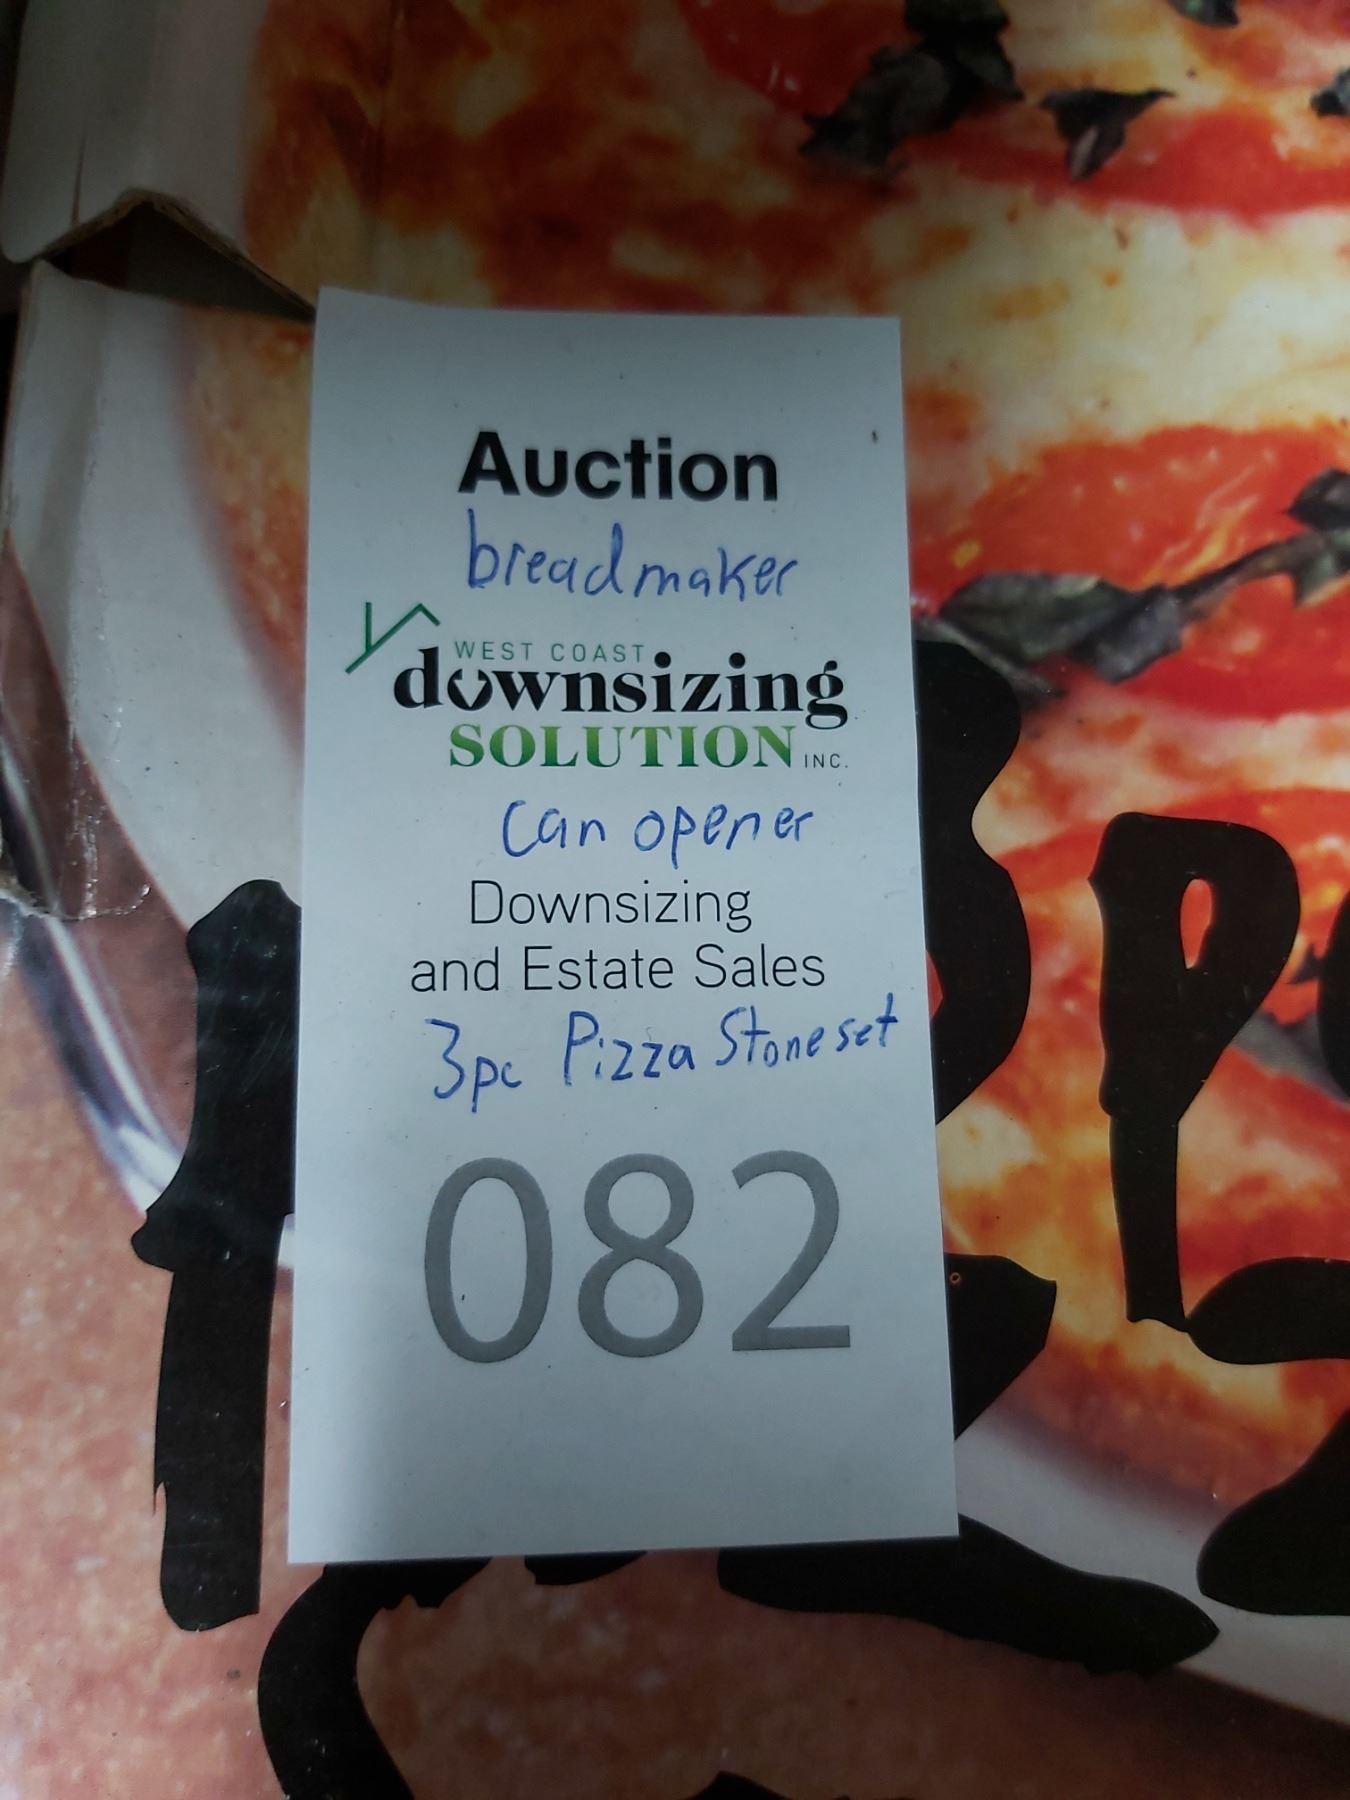 Auction
breadmaker
WEST COAST
downsizing
SOLUTION INC.
Can opener
Downsizing
and Estate Sales
3pc Pizza Stone set
082